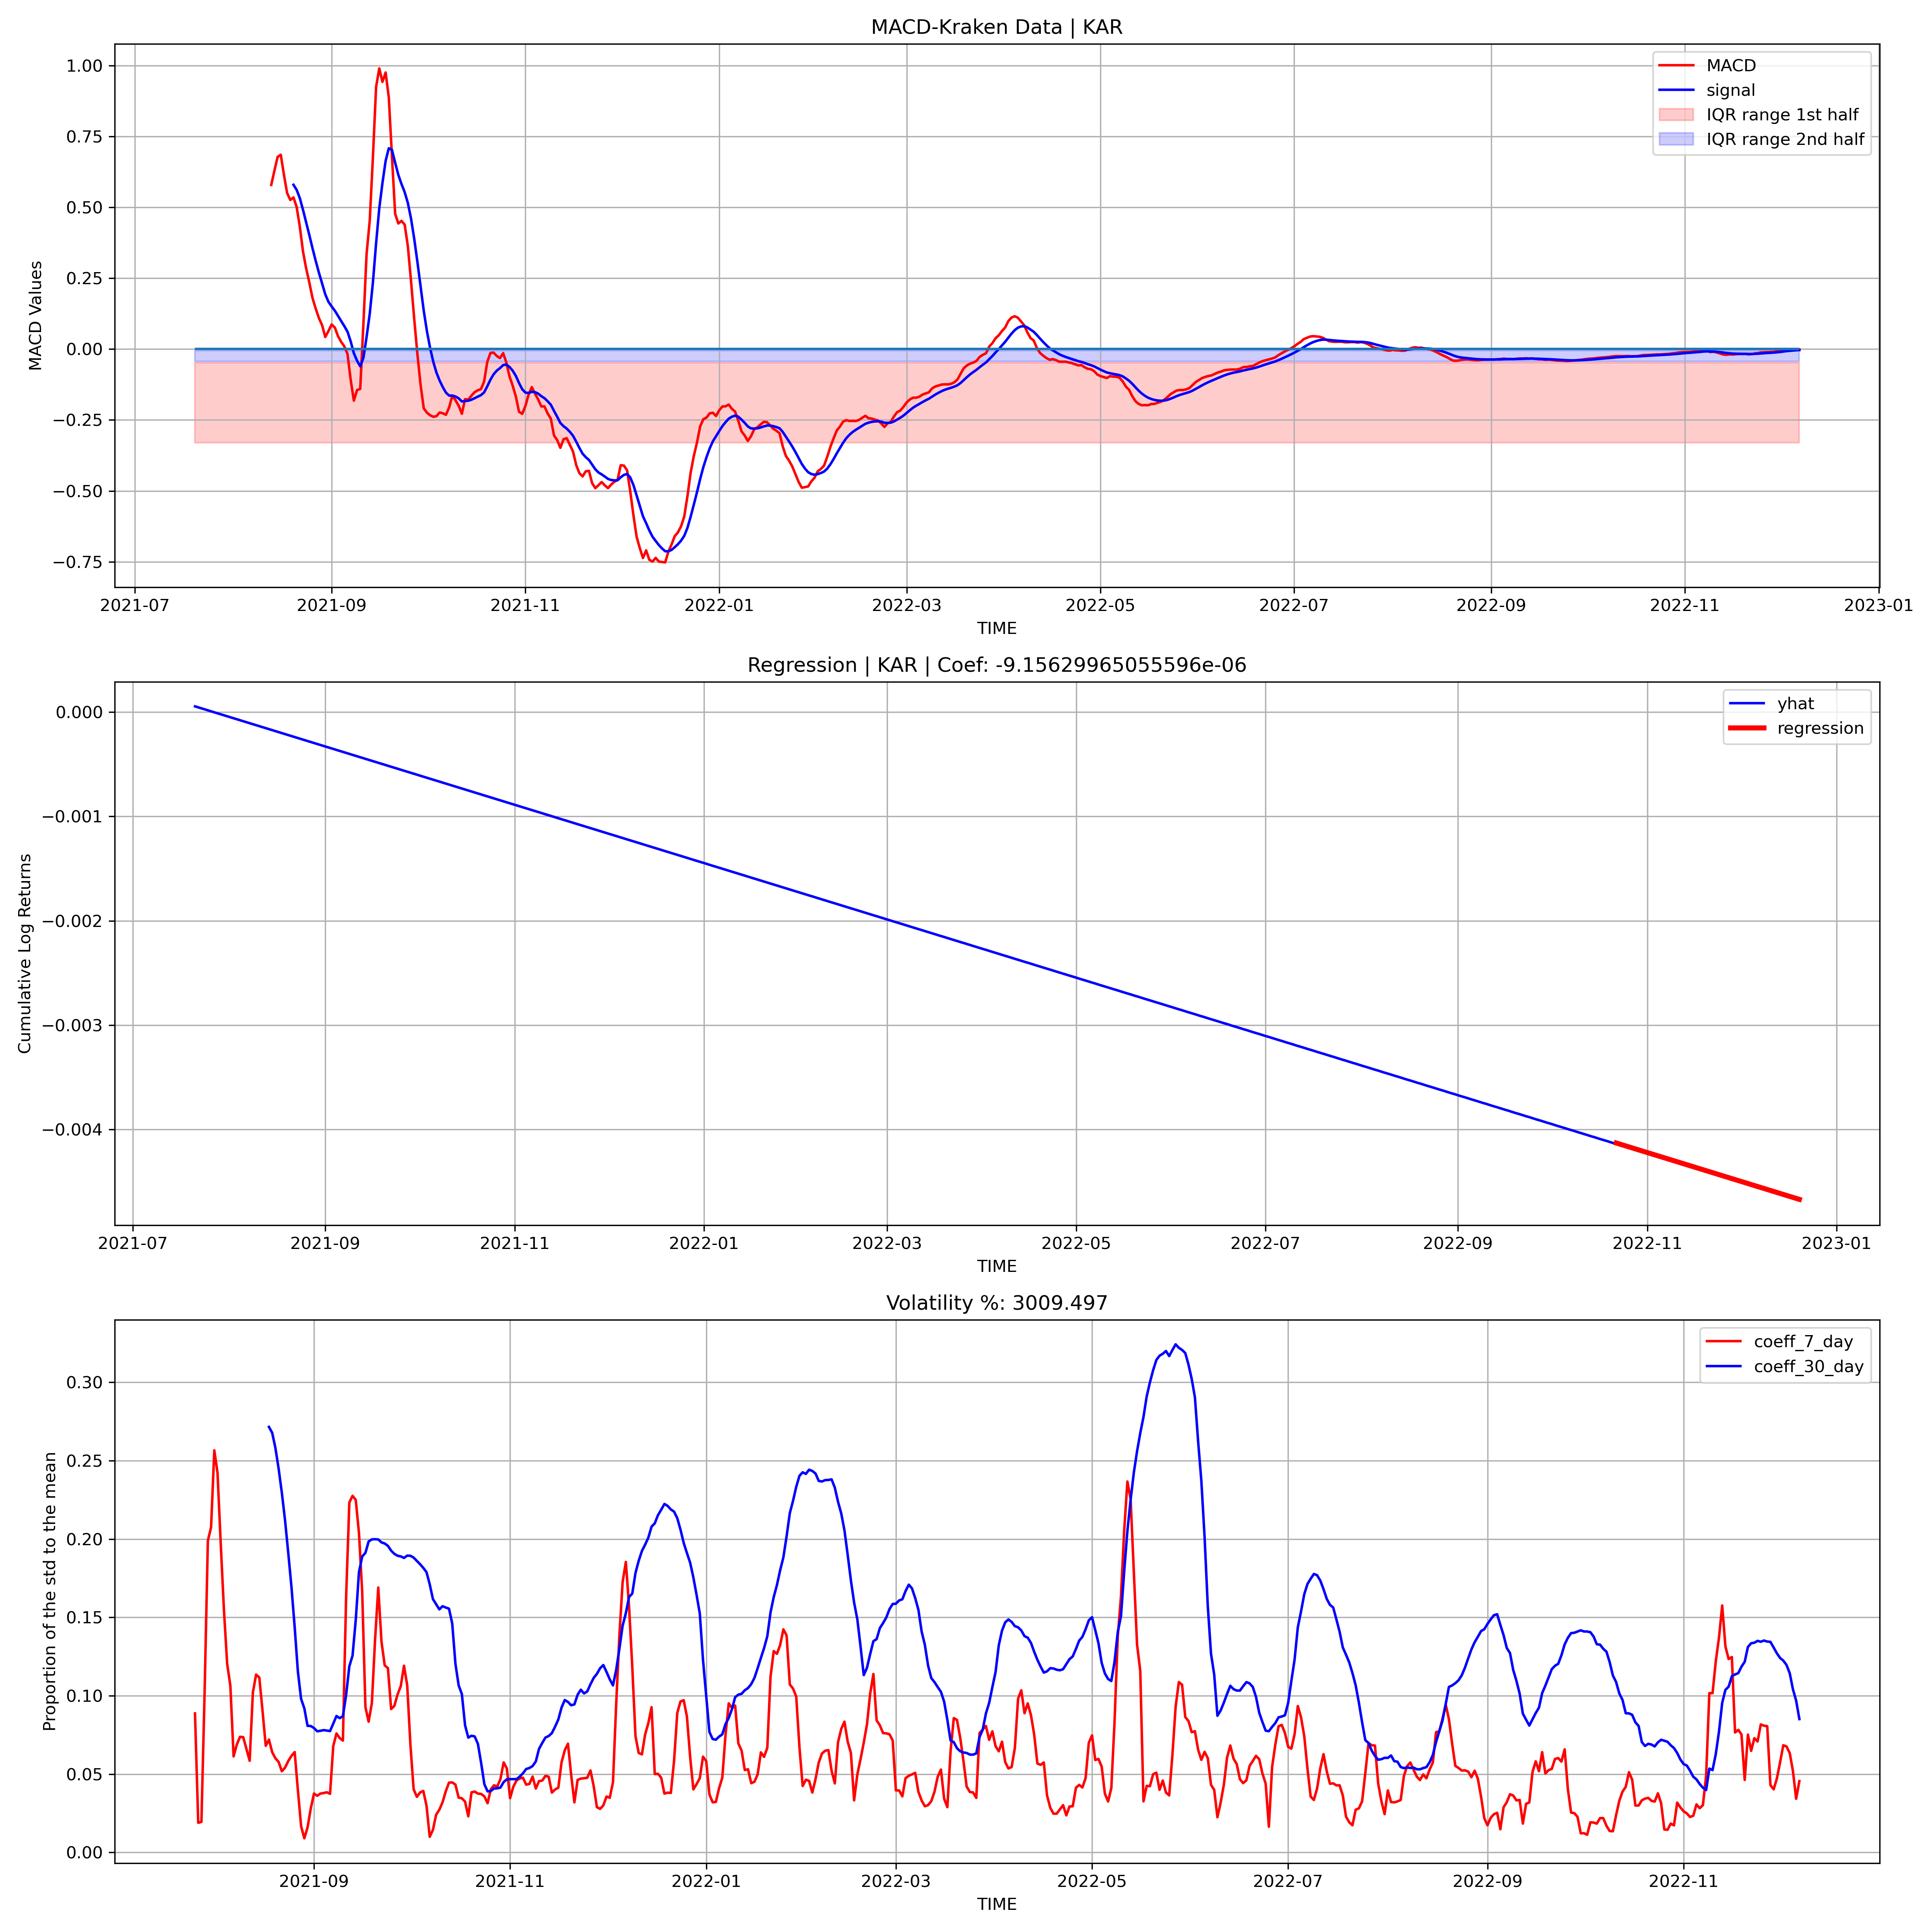 MACD-Kraken Data | KAR
MACD
signal
IQR range 1st half
IQR range 2nd half
1.00
0.75
0.50
0.25
0.00
−0.25
−0.50
−0.75
MACD Values
2021-07 2021-09 2021-11 2022-01 2022-03 2022-05 2022-07 2022-09 2022-11 2023-01
TIME
Regression | KAR | Coef: -9.15629965055596e-06
yhat
regression
0.000
−0.001
−0.002
−0.003
−0.004
Cumulative Log Returns
2021-07 2021-09 2021-11 2022-01 2022-03 2022-05 2022-07 2022-09 2022-11 2023-01
TIME
Volatility %: 3009.497
coeff_7_day
coeff_30_day
0.30
0.25
0.20
0.15
0.10
0.05
0.00
Proportion of the std to the mean
2021-09 2021-11 2022-01 2022-03 2022-05 2022-07 2022-09 2022-11
TIME